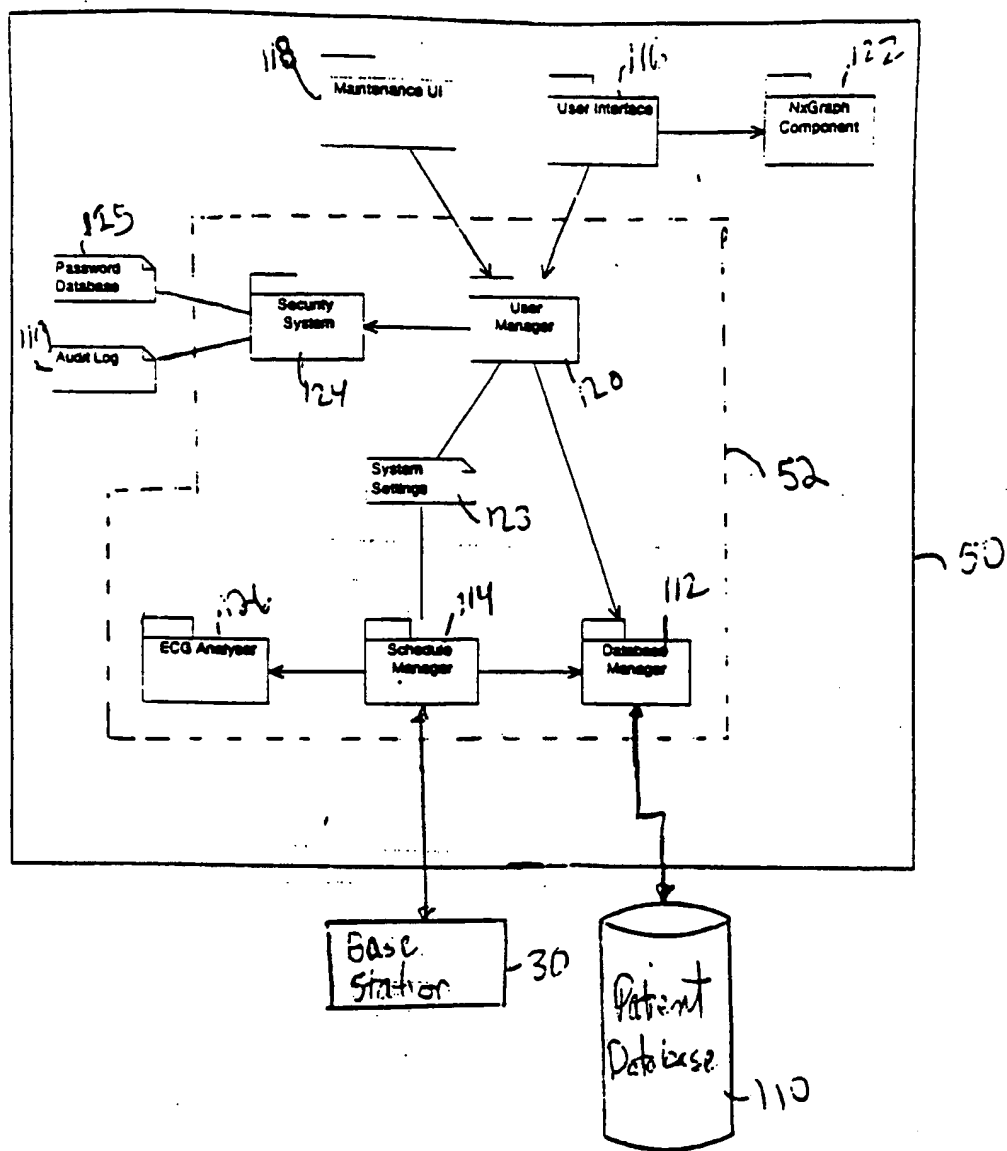 118
Maintenance UI
116
User Interface
122
NxGraph
Component
125
Password
Database
Audit Log
Security
System
124
User
Manager
120
System
Settings
123
52
50
126
ECG Analyser
114
Schedule
Manager
112
Database
Manager
Base
Station
30
Patient
Database
110